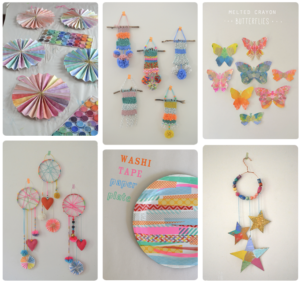 MELTED CRAYON
BUTTERFLIES
WASHI
TAPE
paper
plate